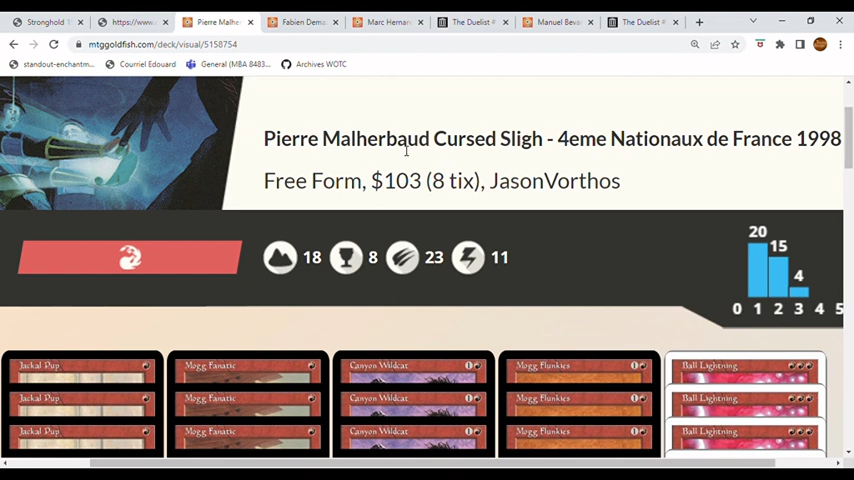 Stronghold 1
https://www.
Pierre Malher
Fabien Dema
Marc Hernan
The Duelist #
Manuel Beva
The Duelist #
mtggoldfish.com/deck/visual/5158754
standout-enchantm...
Courriel Edouard
General (MBA 8483...
Archives WOTC
Pierre Malherbaud Cursed Sligh - 4eme Nationaux de France 1998
Free Form, $103 (8 tix), JasonVorthos
18 8 23 11
20
15
4
0 1 2 3 4 5
Jackal Pup Mogg Fanatic Canyon Wildcat Mogg Flunkies Ball Lightning
Jackal Pup Mogg Fanatic Canyon Wildcat Mogg Flunkies Ball Lightning
Jackal Pup Mogg Fanatic Canyon Wildcat Mogg Flunkies Ball Lightning